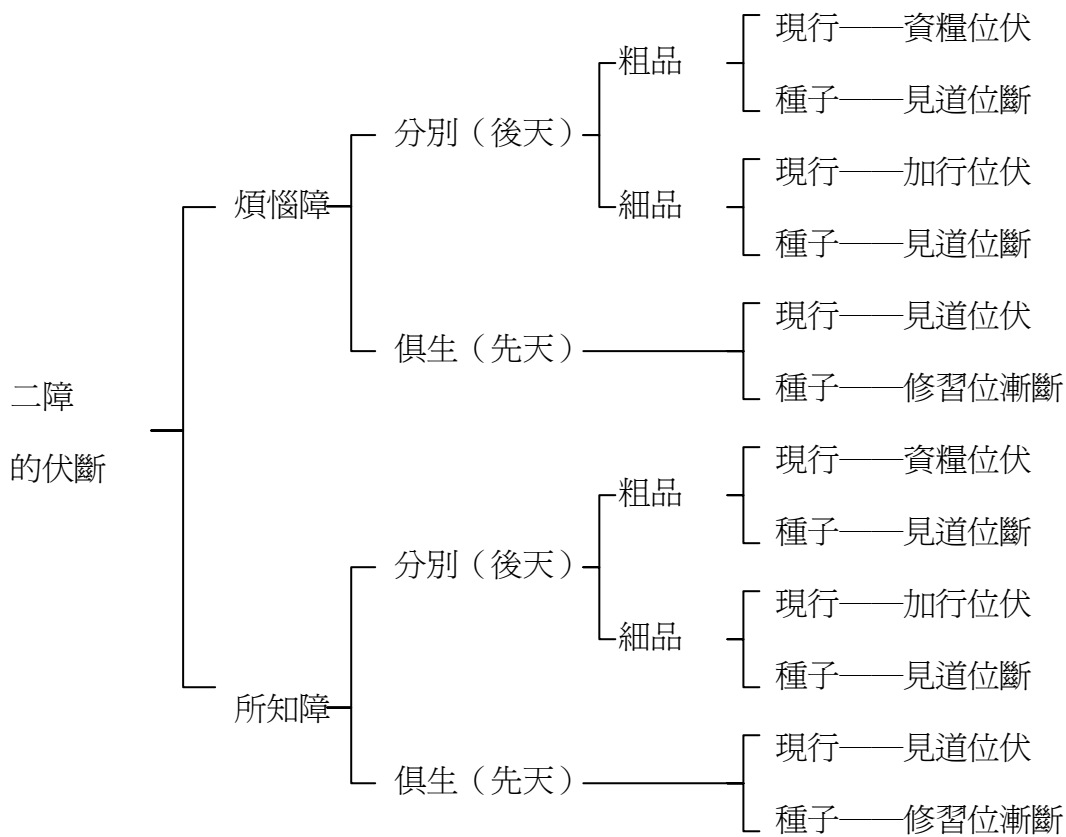 二障
的伏斷
煩惱障
分別（後天）
粗品
現行——資糧位伏
種子——見道位斷
細品
現行——加行位伏
種子——見道位斷
俱生（先天）
現行——見道位伏
種子——修習位漸斷
所知障
分別（後天）
粗品
現行——資糧位伏
種子——見道位斷
細品
現行——加行位伏
種子——見道位斷
俱生（先天）
現行——見道位伏
種子——修習位漸斷